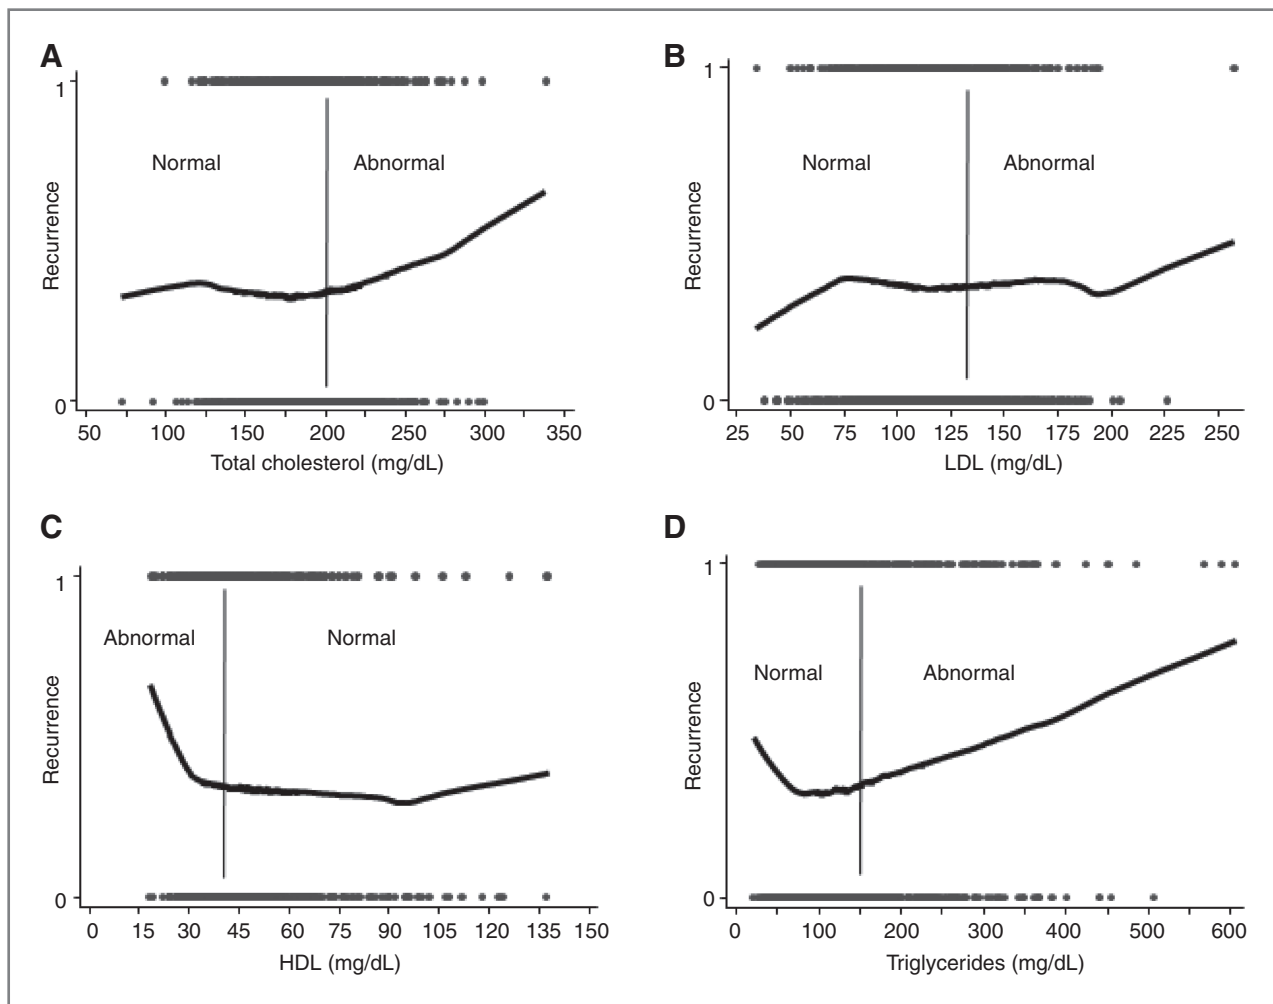 A
1
Normal
Abnormal
Recurrence
0
50 100 150 200 250 300 350
Total cholesterol (mg/dL)
B
1
Normal
Abnormal
Recurrence
0
25 50 75 100 125 150 175 200 225 250
LDL (mg/dL)
C
1
Abnormal
Normal
Recurrence
0
0 15 30 45 60 75 90 105 120 135 150
HDL (mg/dL)
D
1
Normal
Abnormal
Recurrence
0
0 100 200 300 400 500 600
Triglycerides (mg/dL)